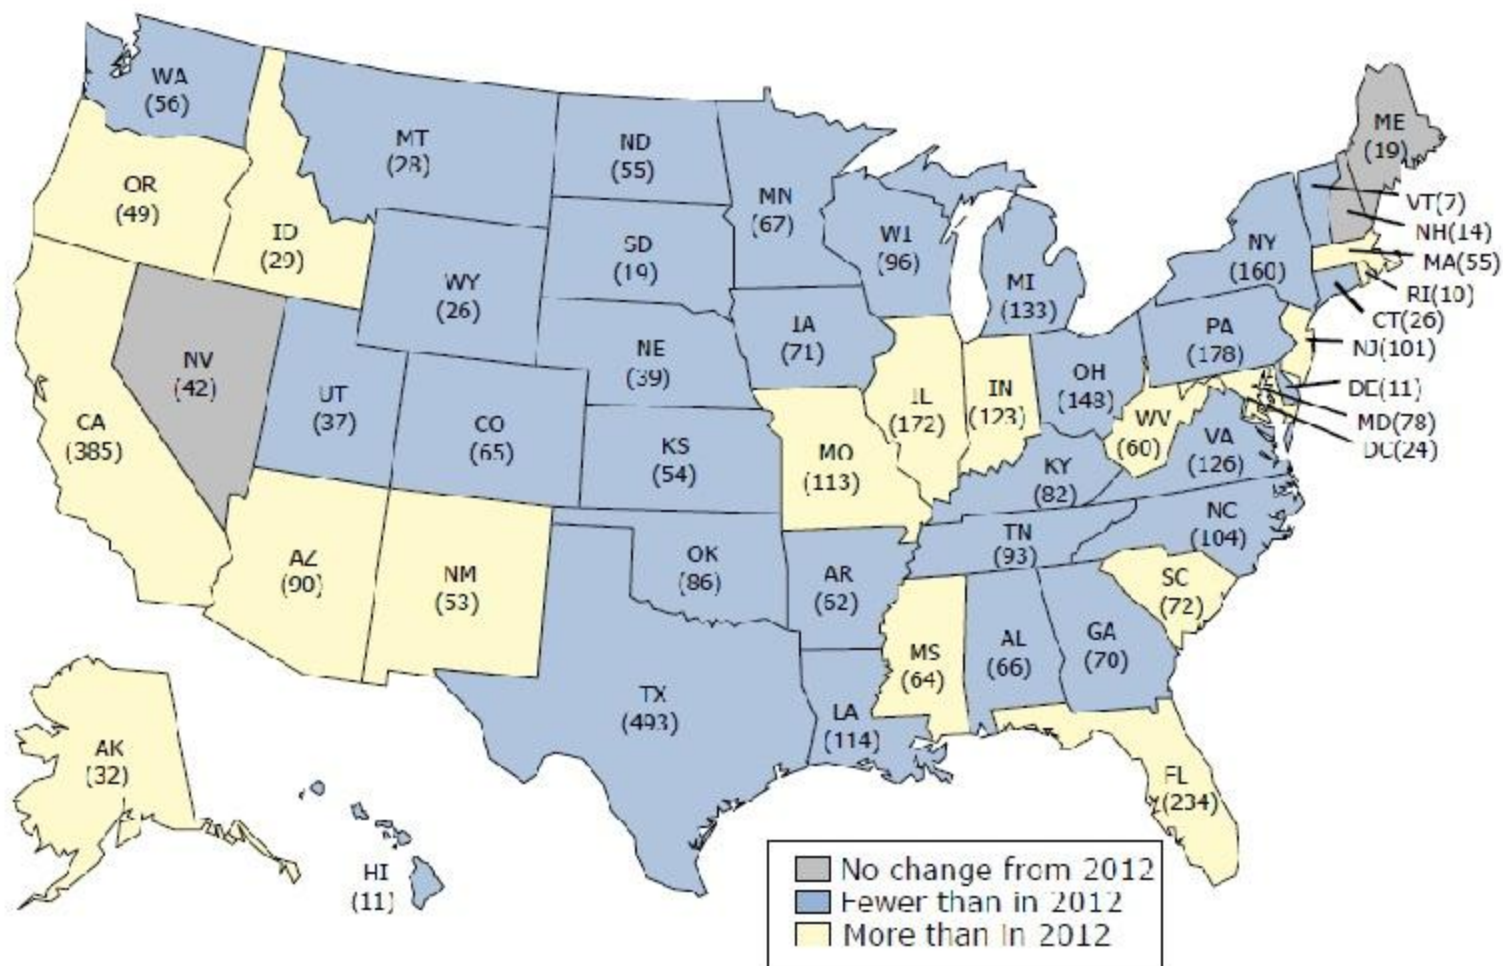 WA
(56)
MT
(28)
ND
(55)
MN
(67)
ME
(19)
OR
(49)
ID
(29)
SD
(19)
WI
(96)
VT(7)
NH(14)
MA(55)
RI(10)
CT(26)
NJ(101)
DE(11)
MD(78)
DC(24)
NY
(160)
WY
(26)
MI
(133)
IA
(71)
PA
(178)
NV
(42)
NE
(39)
UT
(37)
OH
(148)
IL
(172)
IN
(123)
CA
(385)
CO
(65)
KS
(54)
MO
(113)
WV
(60)
VA
(126)
KY
(82)
NC
(104)
TN
(93)
AZ
(90)
NM
(53)
OK
(86)
AR
(62)
SC
(72)
MS
(64)
AL
(66)
GA
(70)
TX
(493)
LA
(114)
AK
(32)
FL
(234)
HI
(11)
No change from 2012
Fewer than in 2012
More than In 2012